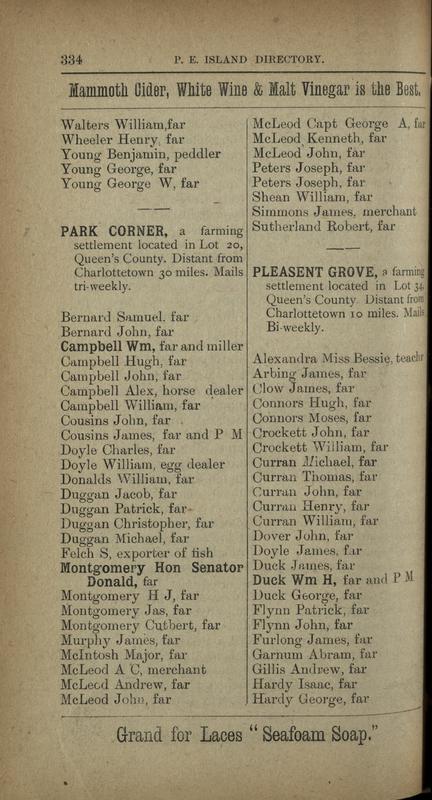 334
P. E. ISLAND DIRECTORY.
Mammoth Cider, White Wine & Malt Vinegar is the Best.
Walters William,far
Wheeler Henry, far
Young Benjamin, peddler
Young George, far
Young George W, far
PARK CORNER, a farming
settlement located in Lot 20,
Queen's County. Distant from
Charlottetown 30 miles. Mails
tri-weekly.
Bernard Samuel, far
Bernard John, far
Campbell Wm, far and miller
Campbell Hugh, far
Campbell John, far
Campbell Alex, horse dealer
Campbell William, far
Cousins John, far
Cousins James, far and P M
Doyle Charles, far
Doyle William, egg dealer
Donalds William, far
Duggan Jacob, far
Duggan Patrick, far
Duggan Christopher, far
Duggan Michael, far
Felch S, exporter of fish
Montgomery Hon Senator
Donald, far
Montgomery H J, far
Montgomery Jas, far
Montgomery Cutbert, far
Murphy James, far
McIntosh Major, far
McLeod A C, merchant
McLeod Andrew, far
McLeod John, far
McLeod Capt George A, far
McLeod Kenneth, far
McLeod John, far
Peters Joseph, far
Peters Joseph, far
Shean William, far
Simmons James, merchant
Sutherland Robert, far
PLEASENT GROVE, a farming
settlement located in Lot 34,
Queen's County Distant from
Charlottetown 10 miles. Mails
Bi-weekly.
Alexandra Miss Bessie, teacher
Arbing James, far
Clow James, far
Connors Hugh, far
Connors Moses, far
Crockett John, far
Crockett William, far
Curran Michael, far
Curran Thomas, far
Curran John, far
Curran Henry, far
Curran William, far
Dover John, far
Doyle James, far
Duck James, far
Duck Wm H, far and P M
Duck George, far
Flynn Patrick, far
Flynn John, far
Furlong James, far
Garnum Abram, far
Gillis Andrew, far
Hardy Isaac, far
Hardy George, far
Grand for Laces "Seafoam Soap."